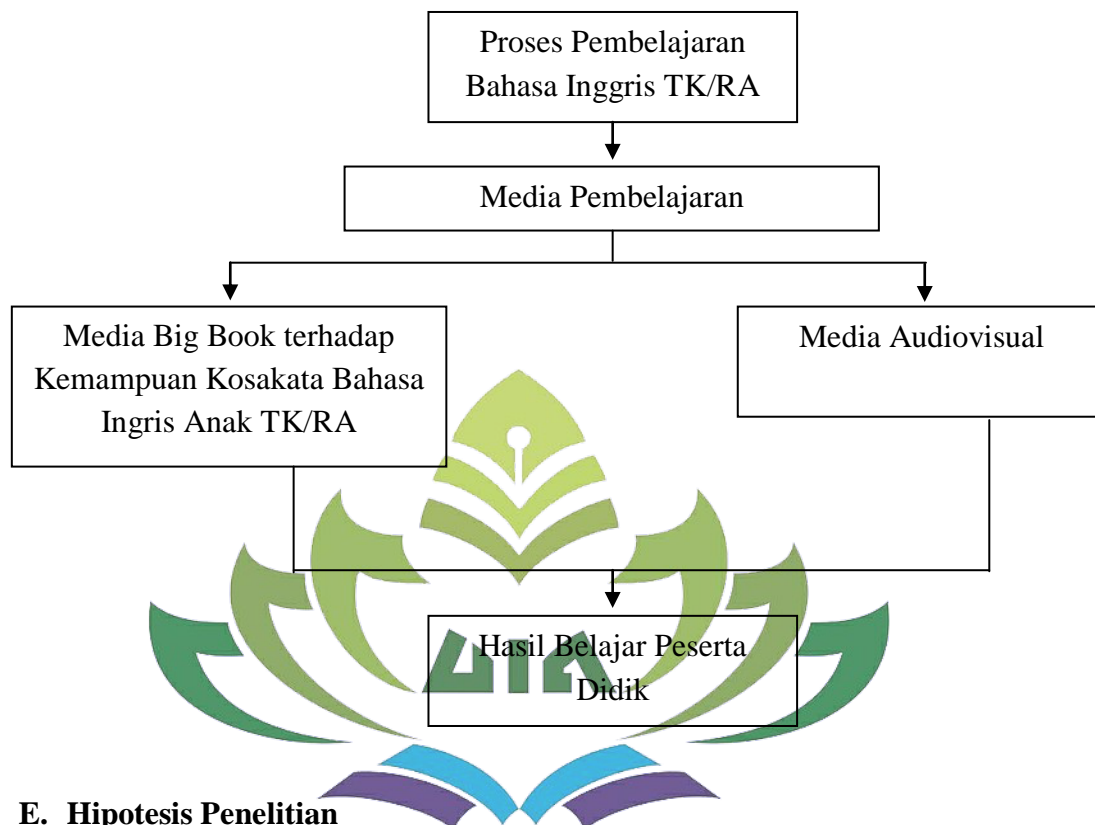 Proses Pembelajaran
Bahasa Inggris TK/RA
Media Pembelajaran
Media Big Book terhadap
Kemampuan Kosakata Bahasa
Ingris Anak TK/RA
Media Audiovisual
Hasil Belajar Peserta
Didik
E. Hipotesis Penelitian